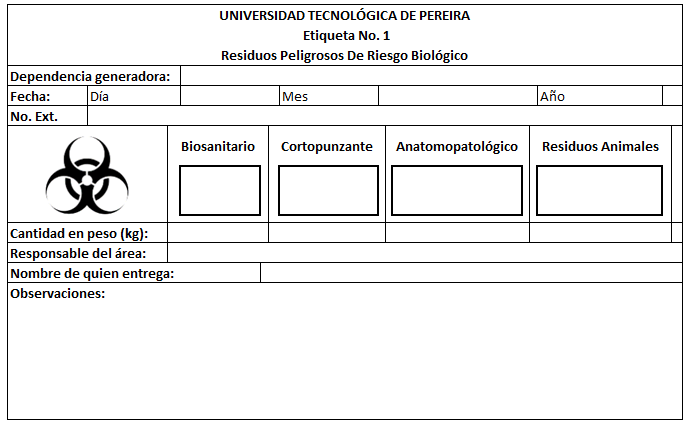 UNIVERSIDAD TECNOLÓGICA DE PEREIRA
Etiqueta No. 1
Residuos Peligrosos De Riesgo Biológico
Dependencia generadora:
Fecha: Día Mes Año
No. Ext.
Biosanitario Cortopunzante Anatomopatológico Residuos Animales
Cantidad en peso (kg):
Responsable del área:
Nombre de quien entrega:
Observaciones: